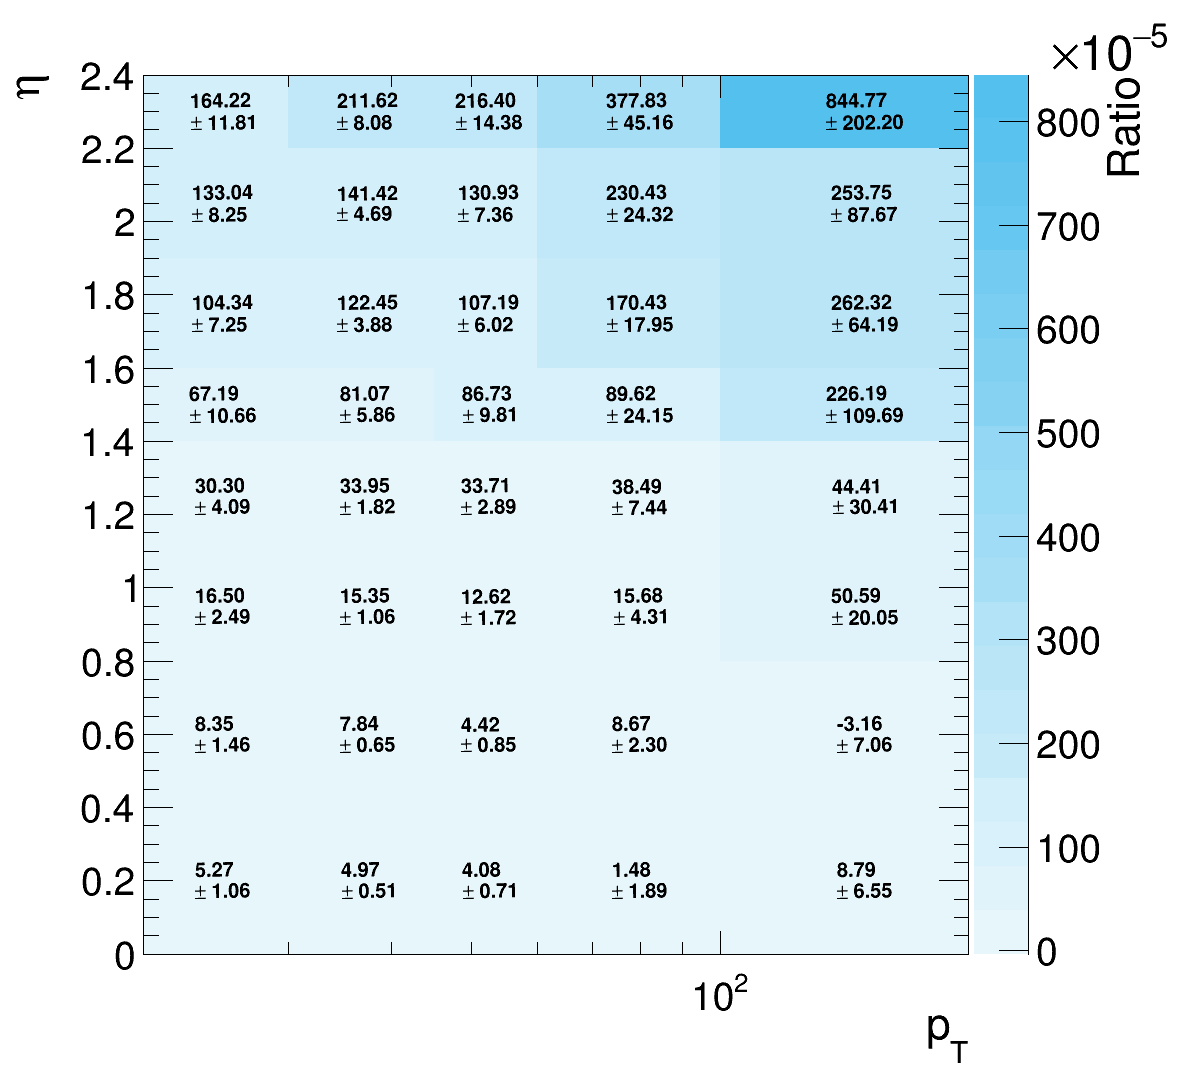 ×10⁻⁵
η
Ratio
2.4
164.22 211.62 216.40 377.83 844.77
± 11.81 ± 8.08 ± 14.38 ± 45.16 ± 202.20
800
2.2
133.04 141.42 130.93 230.43 253.75
± 8.25 ± 4.69 ± 7.36 ± 24.32 ± 87.67
2
700
1.8
104.34 122.45 107.19 170.43 262.32
± 7.25 ± 3.88 ± 6.02 ± 17.95 ± 64.19
600
1.6
67.19 81.07 86.73 89.62 226.19
± 10.66 ± 5.86 ± 9.81 ± 24.15 ± 109.69
500
1.4
30.30 33.95 33.71 38.49 44.41
± 4.09 ± 1.82 ± 2.89 ± 7.44 ± 30.41
1.2
400
1
16.50 15.35 12.62 15.68 50.59
± 2.49 ± 1.06 ± 1.72 ± 4.31 ± 20.05
300
0.8
8.35 7.84 4.42 8.67 -3.16
± 1.46 ± 0.65 ± 0.85 ± 2.30 ± 7.06
0.6
200
0.4
100
5.27 4.97 4.08 1.48 8.79
± 1.06 ± 0.51 ± 0.71 ± 1.89 ± 6.55
0.2
0
0
10²
p_T